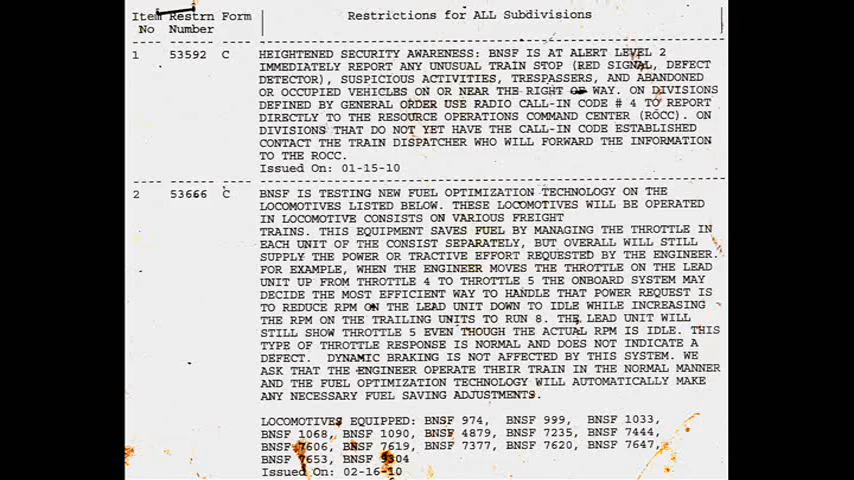 Item Restrn Form Restrictions for ALL Subdivisions
No Number
1 53592 C HEIGHTENED SECURITY AWARENESS: BNSF IS AT ALERT LEVEL 2
IMMEDIATELY REPORT ANY UNUSUAL TRAIN STOP (RED SIGNAL, DEFECT
DETECTOR), SUSPICIOUS ACTIVITIES, TRESPASSERS, AND ABANDONED
OR OCCUPIED VEHICLES ON OR NEAR THE RIGHT OF WAY. ON DIVISIONS
DEFINED BY GENERAL ORDER USE RADIO CALL-IN CODE # 4 TO REPORT
DIRECTLY TO THE RESOURCE OPERATIONS COMMAND CENTER (ROCC). ON
DIVISIONS THAT DO NOT YET HAVE THE CALL-IN CODE ESTABLISHED
CONTACT THE TRAIN DISPATCHER WHO WILL FORWARD THE INFORMATION
TO THE ROCC.
Issued On: 01-15-10
2 53666 C BNSF IS TESTING NEW FUEL OPTIMIZATION TECHNOLOGY ON THE
LOCOMOTIVES LISTED BELOW. THESE LOCOMOTIVES WILL BE OPERATED
IN LOCOMOTIVE CONSISTS ON VARIOUS FREIGHT
TRAINS. THIS EQUIPMENT SAVES FUEL BY MANAGING THE THROTTLE IN
EACH UNIT OF THE CONSIST SEPARATELY, BUT OVERALL WILL STILL
SUPPLY THE POWER OR TRACTIVE EFFORT REQUESTED BY THE ENGINEER.
FOR EXAMPLE, WHEN THE ENGINEER MOVES THE THROTTLE ON THE LEAD
UNIT UP FROM THROTTLE 4 TO THROTTLE 5 THE ONBOARD SYSTEM MAY
DECIDE THE MOST EFFICIENT WAY TO HANDLE THAT POWER REQUEST IS
TO REDUCE RPM ON THE LEAD UNIT DOWN TO IDLE WHILE INCREASING
THE RPM ON THE TRAILING UNITS TO RUN 8. THE LEAD UNIT WILL
STILL SHOW THROTTLE 5 EVEN THOUGH THE ACTUAL RPM IS IDLE. THIS
TYPE OF THROTTLE RESPONSE IS NORMAL AND DOES NOT INDICATE A
DEFECT. DYNAMIC BRAKING IS NOT AFFECTED BY THIS SYSTEM. WE
ASK THAT THE ENGINEER OPERATE THEIR TRAIN IN THE NORMAL MANNER
AND THE FUEL OPTIMIZATION TECHNOLOGY WILL AUTOMATICALLY MAKE
ANY NECESSARY FUEL SAVING ADJUSTMENTS.
LOCOMOTIVES EQUIPPED: BNSF 974, BNSF 999, BNSF 1033,
BNSF 1068, BNSF 1090, BNSF 4879, BNSF 7235, BNSF 7444,
BNSF 7606, BNSF 7619, BNSF 7377, BNSF 7620, BNSF 7647,
BNSF 7653, BNSF 9304
Issued On: 02-16-10